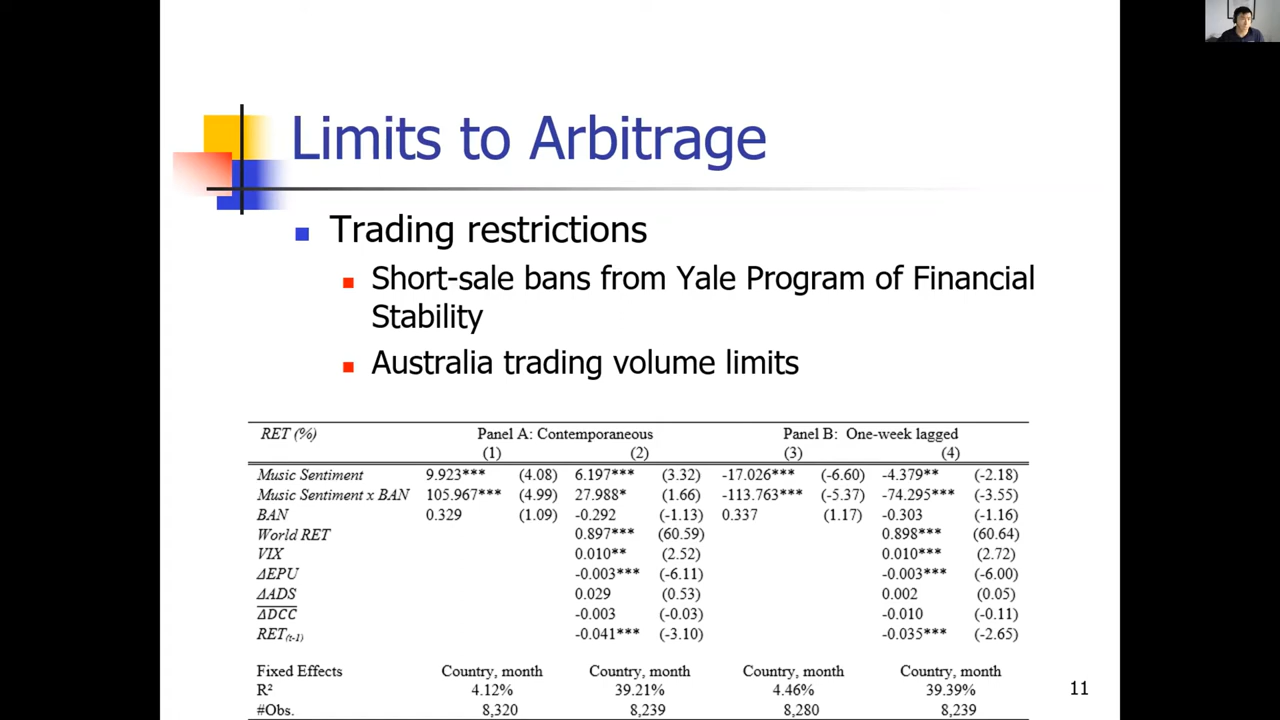 Limits to Arbitrage
Trading restrictions
Short-sale bans from Yale Program of Financial
Stability
Australia trading volume limits
RET (%) Panel A: Contemporaneous Panel B: One-week lagged
(1) (2) (3) (4)
Music Sentiment 9.923*** (4.08) 6.197*** (3.32) -17.026*** (-6.60) -4.379** (-2.18)
Music Sentiment x BAN 105.967*** (4.99) 27.988* (1.66) -113.763*** (-5.37) -74.295*** (-3.55)
BAN 0.329 (1.09) -0.292 (-1.13) 0.337 (1.17) -0.303 (-1.16)
World RET 0.897*** (60.59) 0.898*** (60.64)
VIX 0.010** (2.52) 0.010*** (2.72)
ΔEPU -0.003*** (-6.11) -0.003*** (-6.00)
ΔADS 0.029 (0.53) 0.002 (0.05)
ΔDCC -0.003 (-0.03) -0.010 (-0.11)
RET(t-1) -0.041*** (-3.10) -0.035*** (-2.65)
Fixed Effects Country, month Country, month Country, month Country, month
R² 4.12% 39.21% 4.46% 39.39%
#Obs. 8,320 8,239 8,280 8,239
11